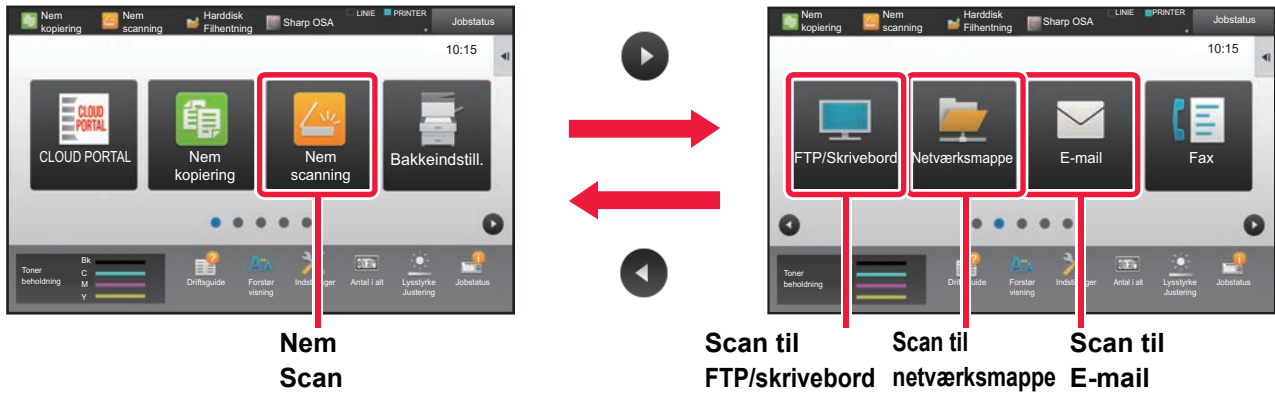 Nem
kopiering
Nem
scanning
Harddisk
Filhentning
Sharp OSA
LINIE
PRINTER
Jobstatus
10:15
CLOUD
PORTAL
CLOUD PORTAL
Nem
kopiering
Nem
scanning
Bakkeindstill.
Toner
beholdning
Bk
C
M
Y
Driftsguide
Forstør
visning
Indstillinger
Antal i alt
Lysstyrke
Justering
Jobstatus
Nem
Scan
Nem
kopiering
Nem
scanning
Harddisk
Filhentning
Sharp OSA
LINIE
PRINTER
Jobstatus
10:15
FTP/Skrivebord
Netværksmappe
E-mail
Fax
Toner
beholdning
Driftsguide
Forstør
visning
Indstillinger
Antal i alt
Lysstyrke
Justering
Jobstatus
Scan til
FTP/skrivebord
Scan til
netværksmappe
Scan til
E-mail